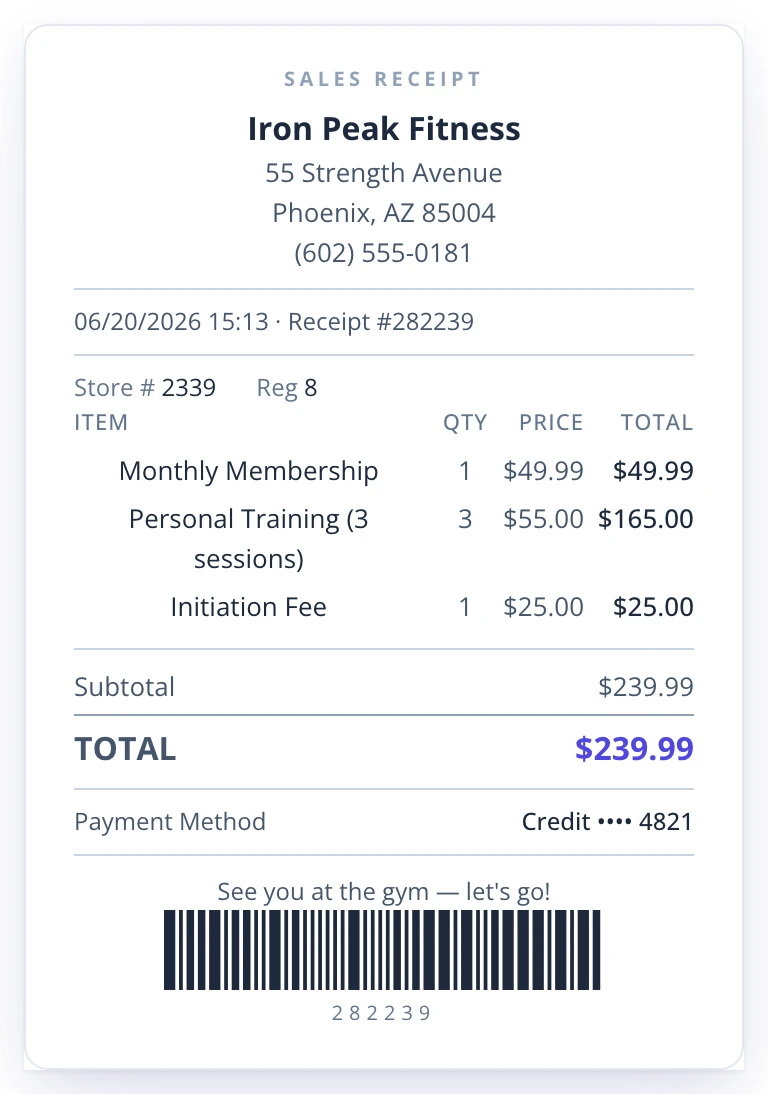 SALES RECEIPT
Iron Peak Fitness
55 Strength Avenue
Phoenix, AZ 85004
(602) 555-0181
06/20/2026 15:13 · Receipt #282239
Store # 2339 Reg 8
ITEM QTY PRICE TOTAL
Monthly Membership 1 $49.99 $49.99
Personal Training (3 3 $55.00 $165.00
sessions)
Initiation Fee 1 $25.00 $25.00
Subtotal $239.99
TOTAL $239.99
Payment Method Credit •••• 4821
See you at the gym — let's go!
282239